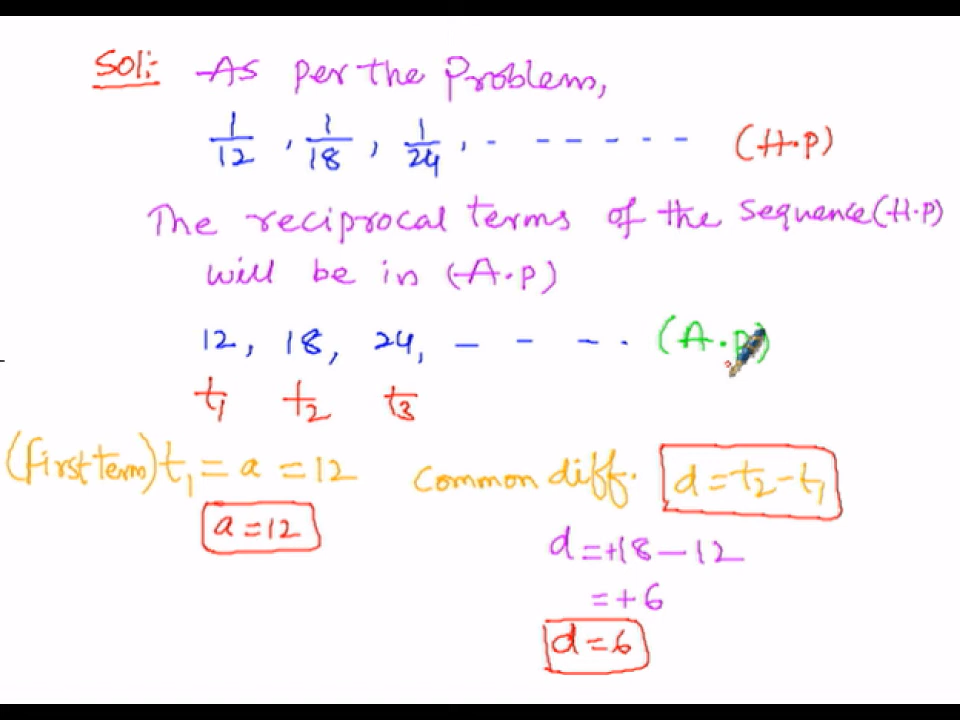 Sol: As per the Problem,
1/12, 1/18, 1/24, - - - - - - - (H.P)
The reciprocal terms of the sequence (H.P)
will be in (A.P)
12, 18, 24, - - - . (A.P)
t1 t2 t3
(first term) t1 = a = 12 common diff. d = t2 - t1
a = 12
d = +18 - 12
= + 6
d = 6